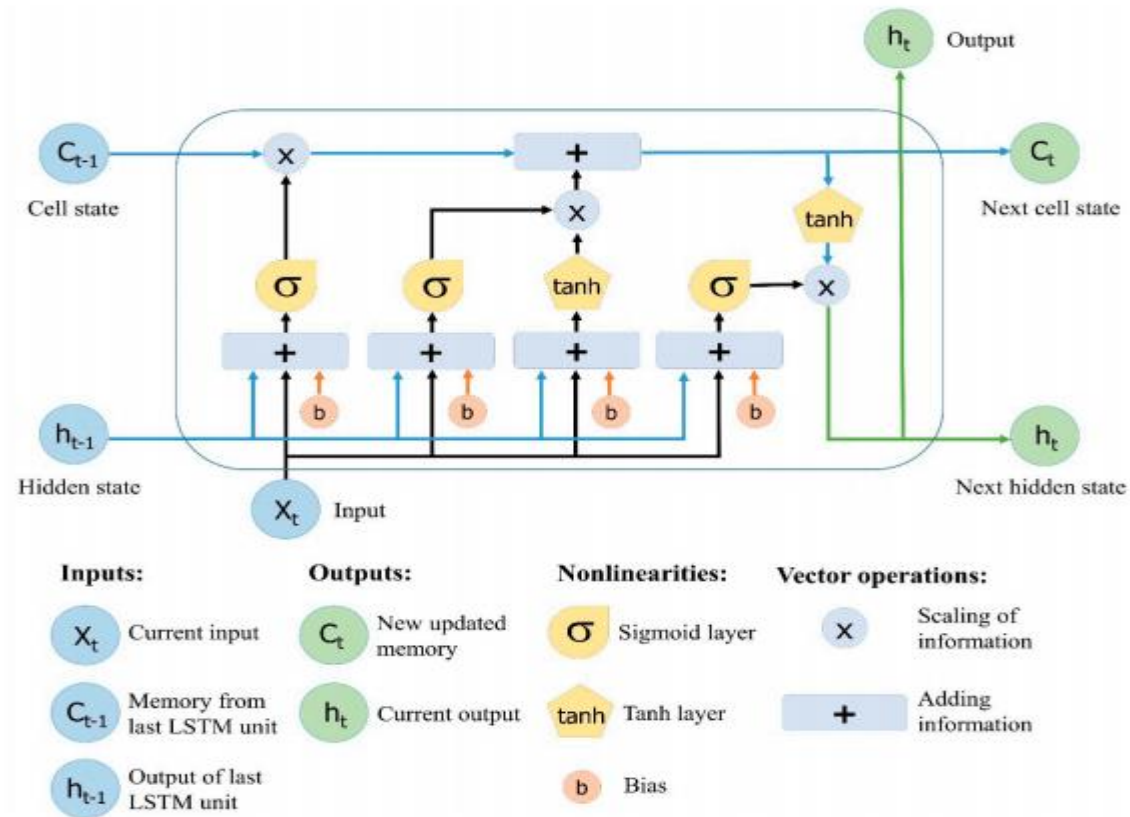 hₜ Output
Cₜ₋₁ x + Cₜ
Cell state Next cell state
x tanh
σ σ tanh σ x
+ + + +
b b b b
hₜ₋₁ hₜ
Hidden state Next hidden state
Xₜ Input
Inputs: Outputs: Nonlinearities: Vector operations:
Xₜ Current input
Cₜ₋₁ Memory from
last LSTM unit
hₜ₋₁ Output of last
LSTM unit
Cₜ New updated
memory
hₜ Current output
σ Sigmoid layer
tanh Tanh layer
b Bias
x Scaling of
information
+ Adding
information